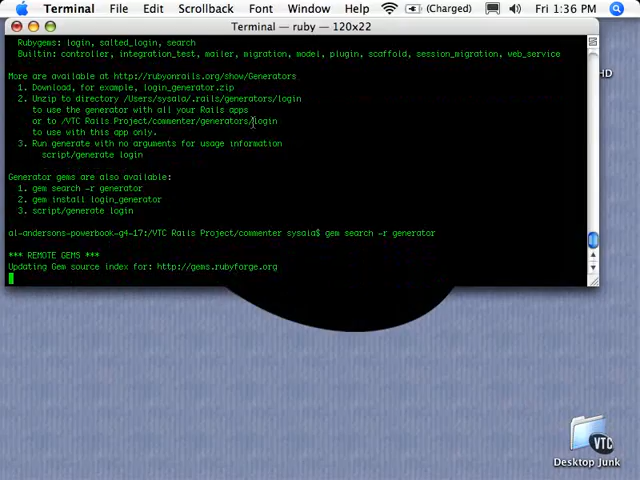 Terminal File Edit Scrollback Font Window Help (Charged) Fri 1:36 PM
Terminal — ruby — 120x22
Rubygems: login, salted_login, search
Builtin: controller, integration_test, mailer, migration, model, plugin, scaffold, session_migration, web_service
More are available at http://rubyonrails.org/show/Generators
1. Download, for example, login_generator.zip
2. Unzip to directory /Users/sysala/.rails/generators/login
to use the generator with all your Rails apps
or to /VTC Rails Project/commenter/generators/login
to use with this app only.
3. Run generate with no arguments for usage information
script/generate login
Generator gems are also available:
1. gem search -r generator
2. gem install login_generator
3. script/generate login
al-andersons-powerbook-g4-17:/VTC Rails Project/commenter sysala$ gem search -r generator
*** REMOTE GEMS ***
Updating Gem source index for: http://gems.rubyforge.org
HD
VTC
Desktop Junk